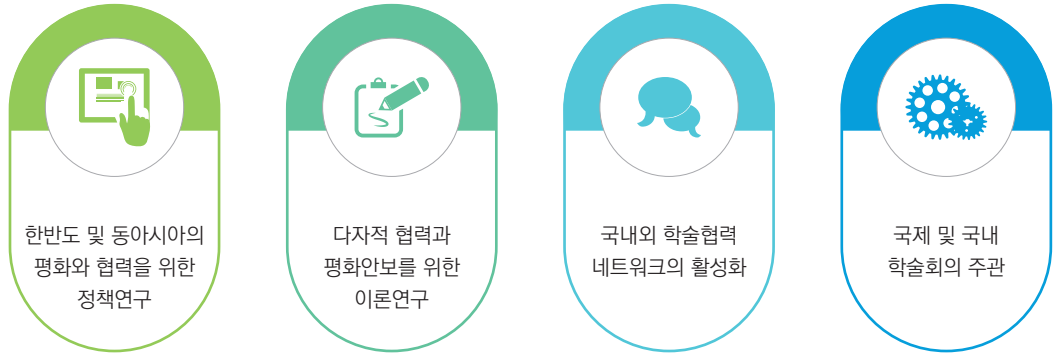 한반도 및 동아시아의
평화와 협력을 위한
정책연구
다자적 협력과
평화안보를 위한
이론연구
국내외 학술협력
네트워크의 활성화
국제 및 국내
학술회의 주관